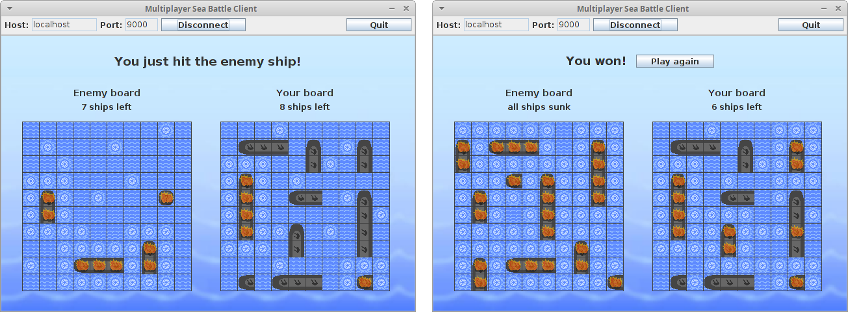 Multiplayer Sea Battle Client
Host: localhost Port: 9000 Disconnect Quit
You just hit the enemy ship!
Enemy board Your board
7 ships left 8 ships left
Multiplayer Sea Battle Client
Host: localhost Port: 9000 Disconnect Quit
You won! Play again
Enemy board Your board
all ships sunk 6 ships left